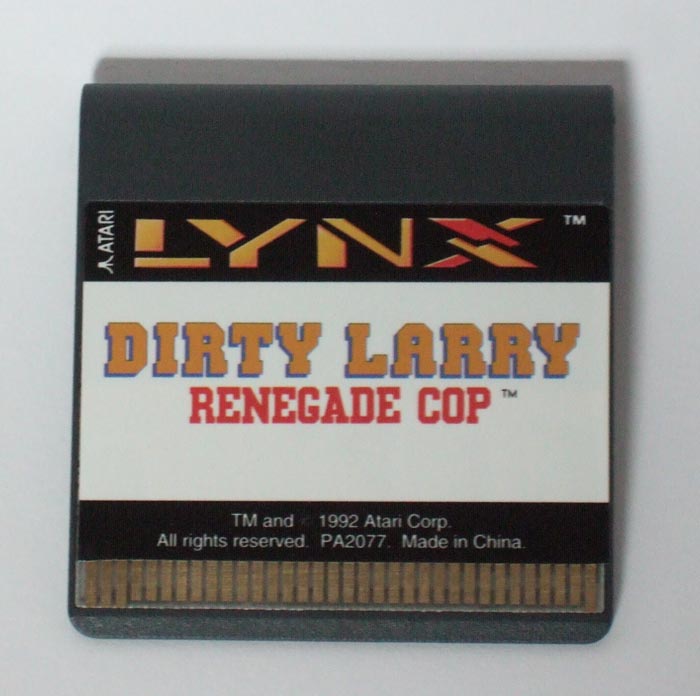 ATARI LYNX ™
DIRTY LARRY
RENEGADE COP ™
TM and © 1992 Atari Corp.
All rights reserved. PA2077. Made in China.